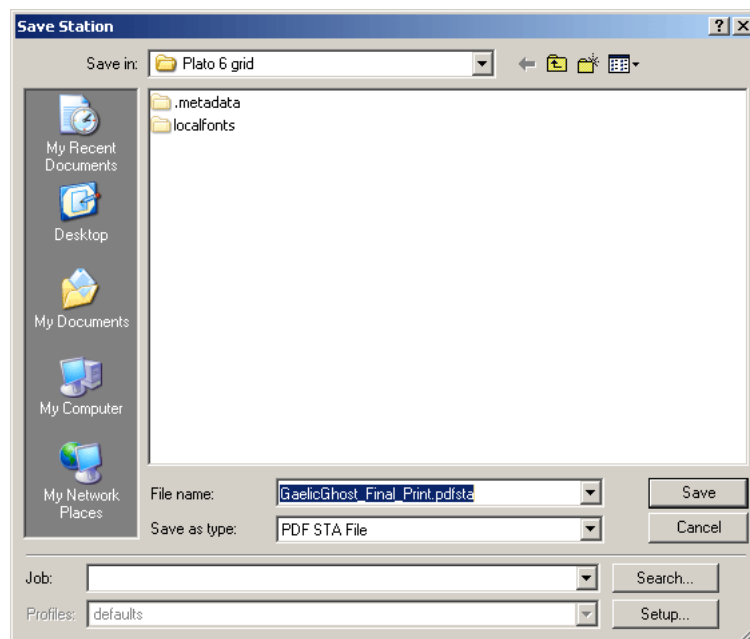 Save Station
Save in: Plato 6 grid
.metadata
localfonts
My Recent
Documents
Desktop
My Documents
My Computer
My Network
Places
File name: GaelicGhost_Final_Print.pdfsta Save
Save as type: PDF STA File Cancel
Job: Search...
Profiles: defaults Setup...